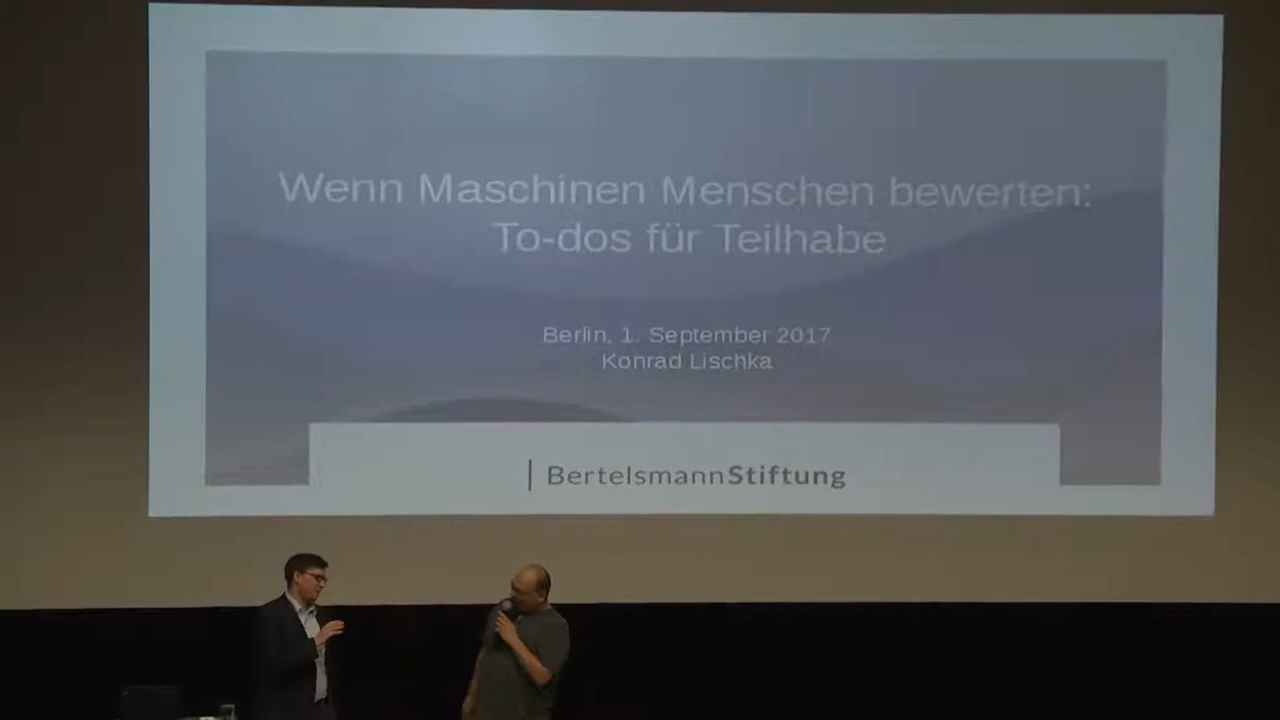 Wenn Maschinen Menschen bewerten:
To-dos für Teilhabe
Berlin, 1. September 2017
Konrad Lischka
| BertelsmannStiftung